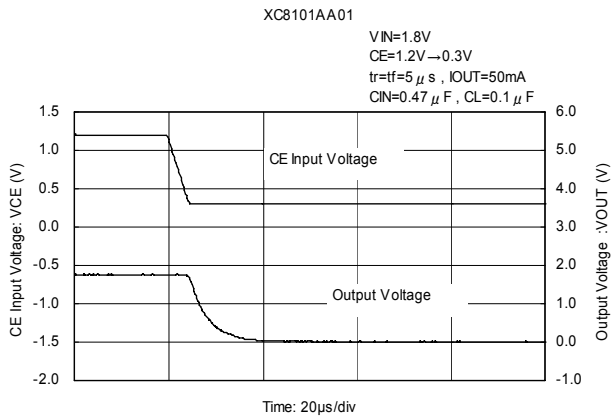 XC8101AA01
VIN=1.8V
CE=1.2V→0.3V
tr=tf=5μs , IOUT=50mA
CIN=0.47μF , CL=0.1μF
CE Input Voltage: VCE (V)
1.5
1.0
0.5
0.0
-0.5
-1.0
-1.5
-2.0
CE Input Voltage
Output Voltage
6.0
5.0
4.0
3.0
2.0
1.0
0.0
-1.0
Output Voltage :VOUT (V)
Time: 20μs/div